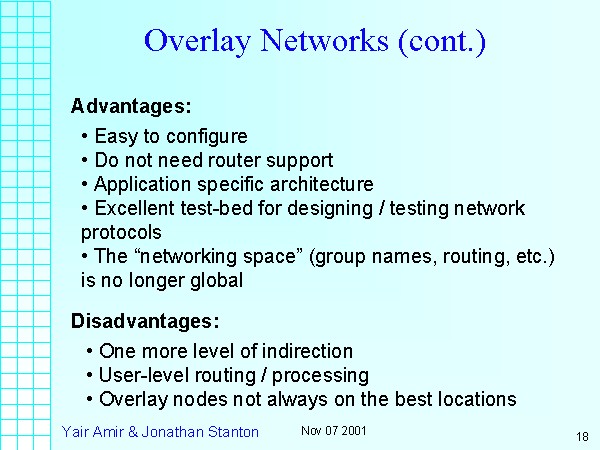 Overlay Networks (cont. )
Advantages:
• Easy to configure
• Do not need router support
• Application specific architecture
• Excellent test-bed for designing / testing network
protocols
• The “networking space” (group names, routing, etc. )
is no longer global
Disadvantages:
• One more level of indirection
• User-level routing / processing
• Overlay nodes not always on the best locations
Yair Amir & Jonathan Stanton
Nov 07 2001
18